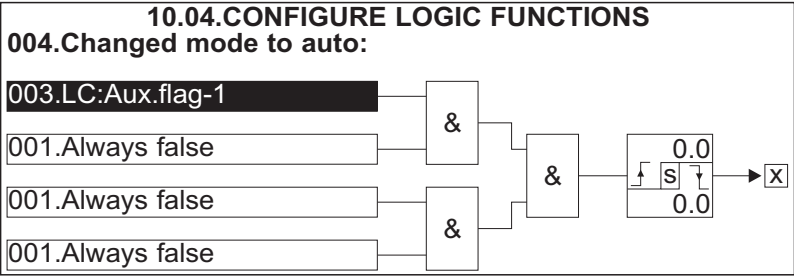 10.04.CONFIGURE LOGIC FUNCTIONS
004.Changed mode to auto:
003.LC:Aux.flag-1
&
001.Always false
&
0.0
S
X
0.0
001.Always false
&
001.Always false